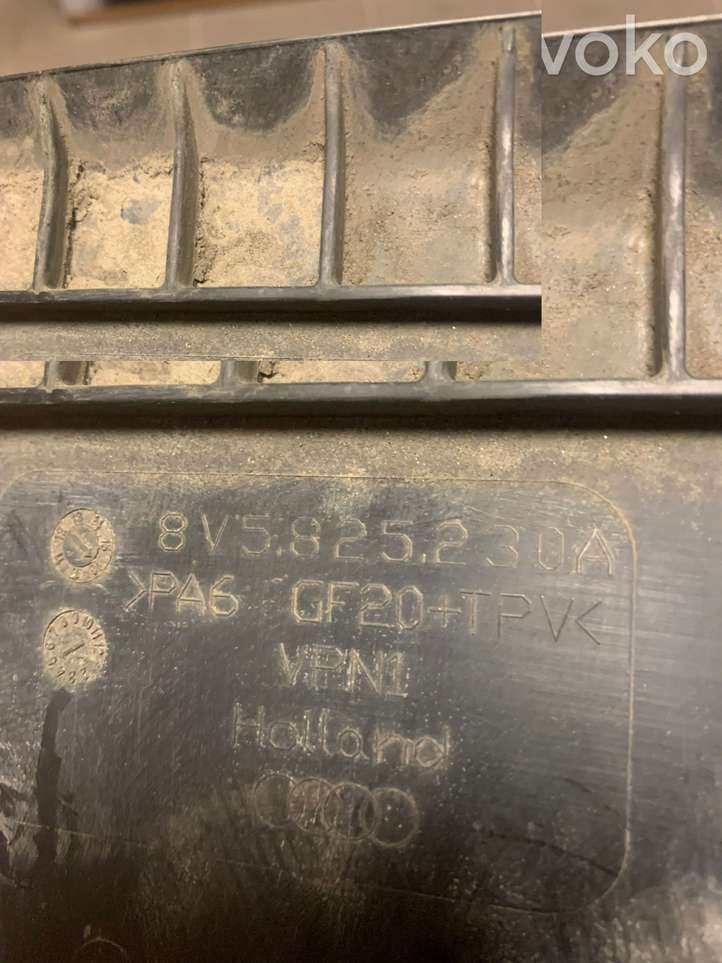 voko
8V5.825.230A
>PA6 GF20+TPV<
VPN1
Holland